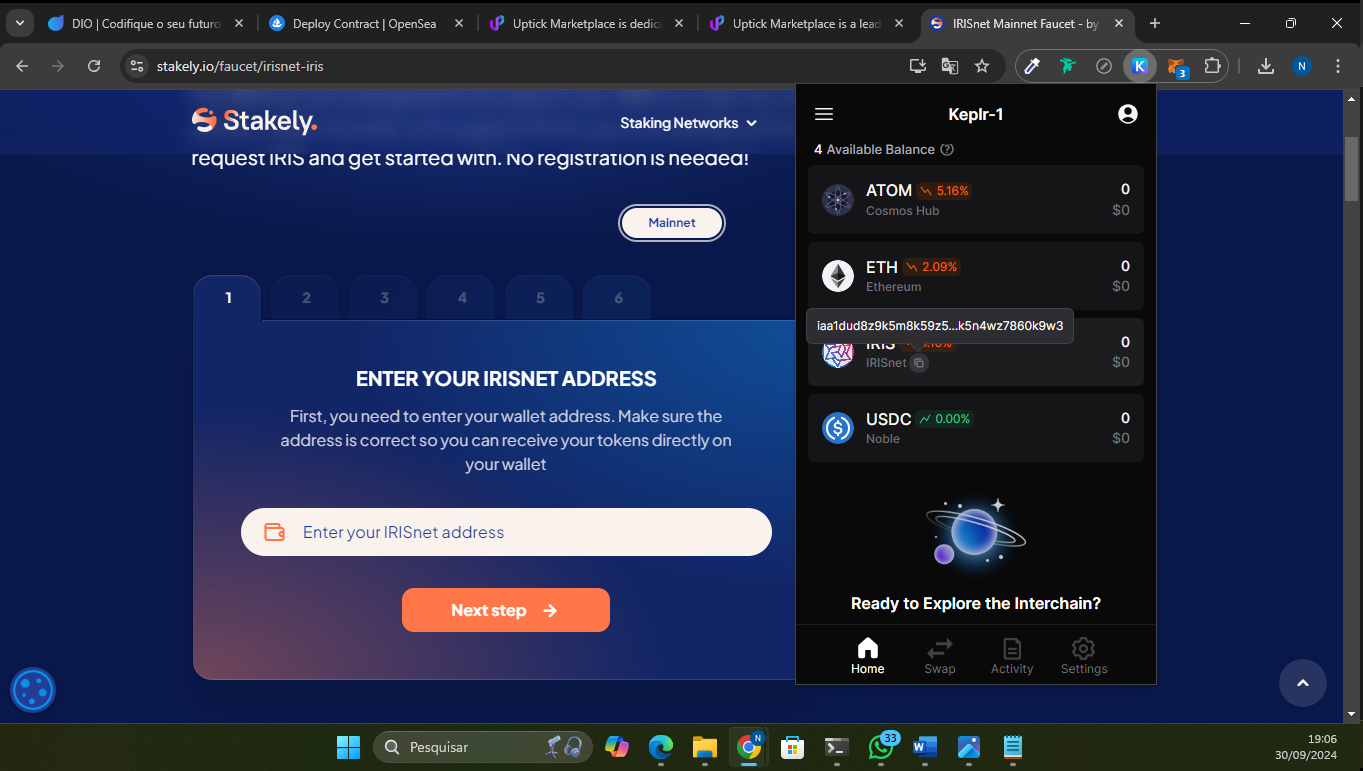 DIO | Codifique o seu futuro
Deploy Contract | OpenSea
Uptick Marketplace is dedic
Uptick Marketplace is a lead
IRISnet Mainnet Faucet - by
stakely.io/faucet/irisnet-iris
K
3
N
Stakely.
Staking Networks
request IRIS and get started with. No registration is needed!
Mainnet
1
2
3
4
5
6
ENTER YOUR IRISNET ADDRESS
First, you need to enter your wallet address. Make sure the
address is correct so you can receive your tokens directly on
your wallet
Enter your IRISnet address
Next step
Keplr-1
4 Available Balance
ATOM 5.16% 0
Cosmos Hub $0
ETH 2.09% 0
Ethereum $0
iaa1dud8z9k5m8k59z5...k5n4wz7860k9w3
IRIS 0
IRISnet $0
USDC 0.00% 0
Noble $0
Ready to Explore the Interchain?
Home
Swap
Activity
Settings
Pesquisar
N
33
19:06
30/09/2024